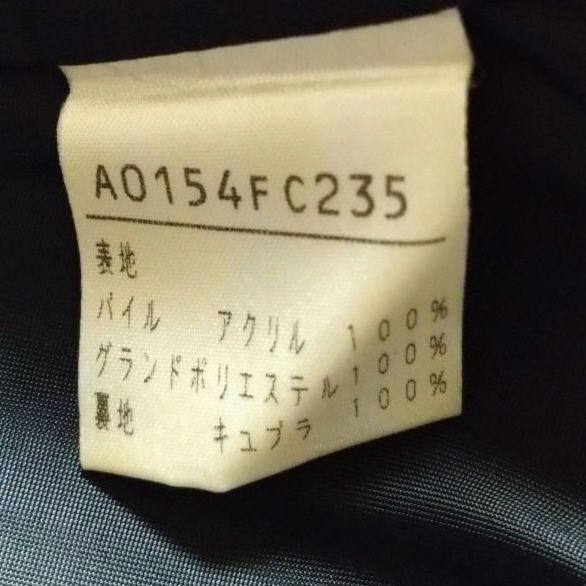 A0154FC235
表地
パイル アクリル 100%
グランドポリエステル100%
裏地 キュプラ 100%